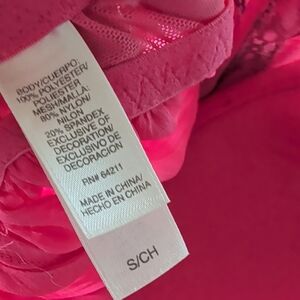 BODY/CUERPO:
100% POLYESTER/
POLIESTER
MESH/MALLA:
80% NYLON/
NILON
20% SPANDEX
EXCLUSIVE OF
DECORATION/
EXCLUSIVO DE
DECORACION
RN# 64211
MADE IN CHINA/
HECHO EN CHINA
S/CH